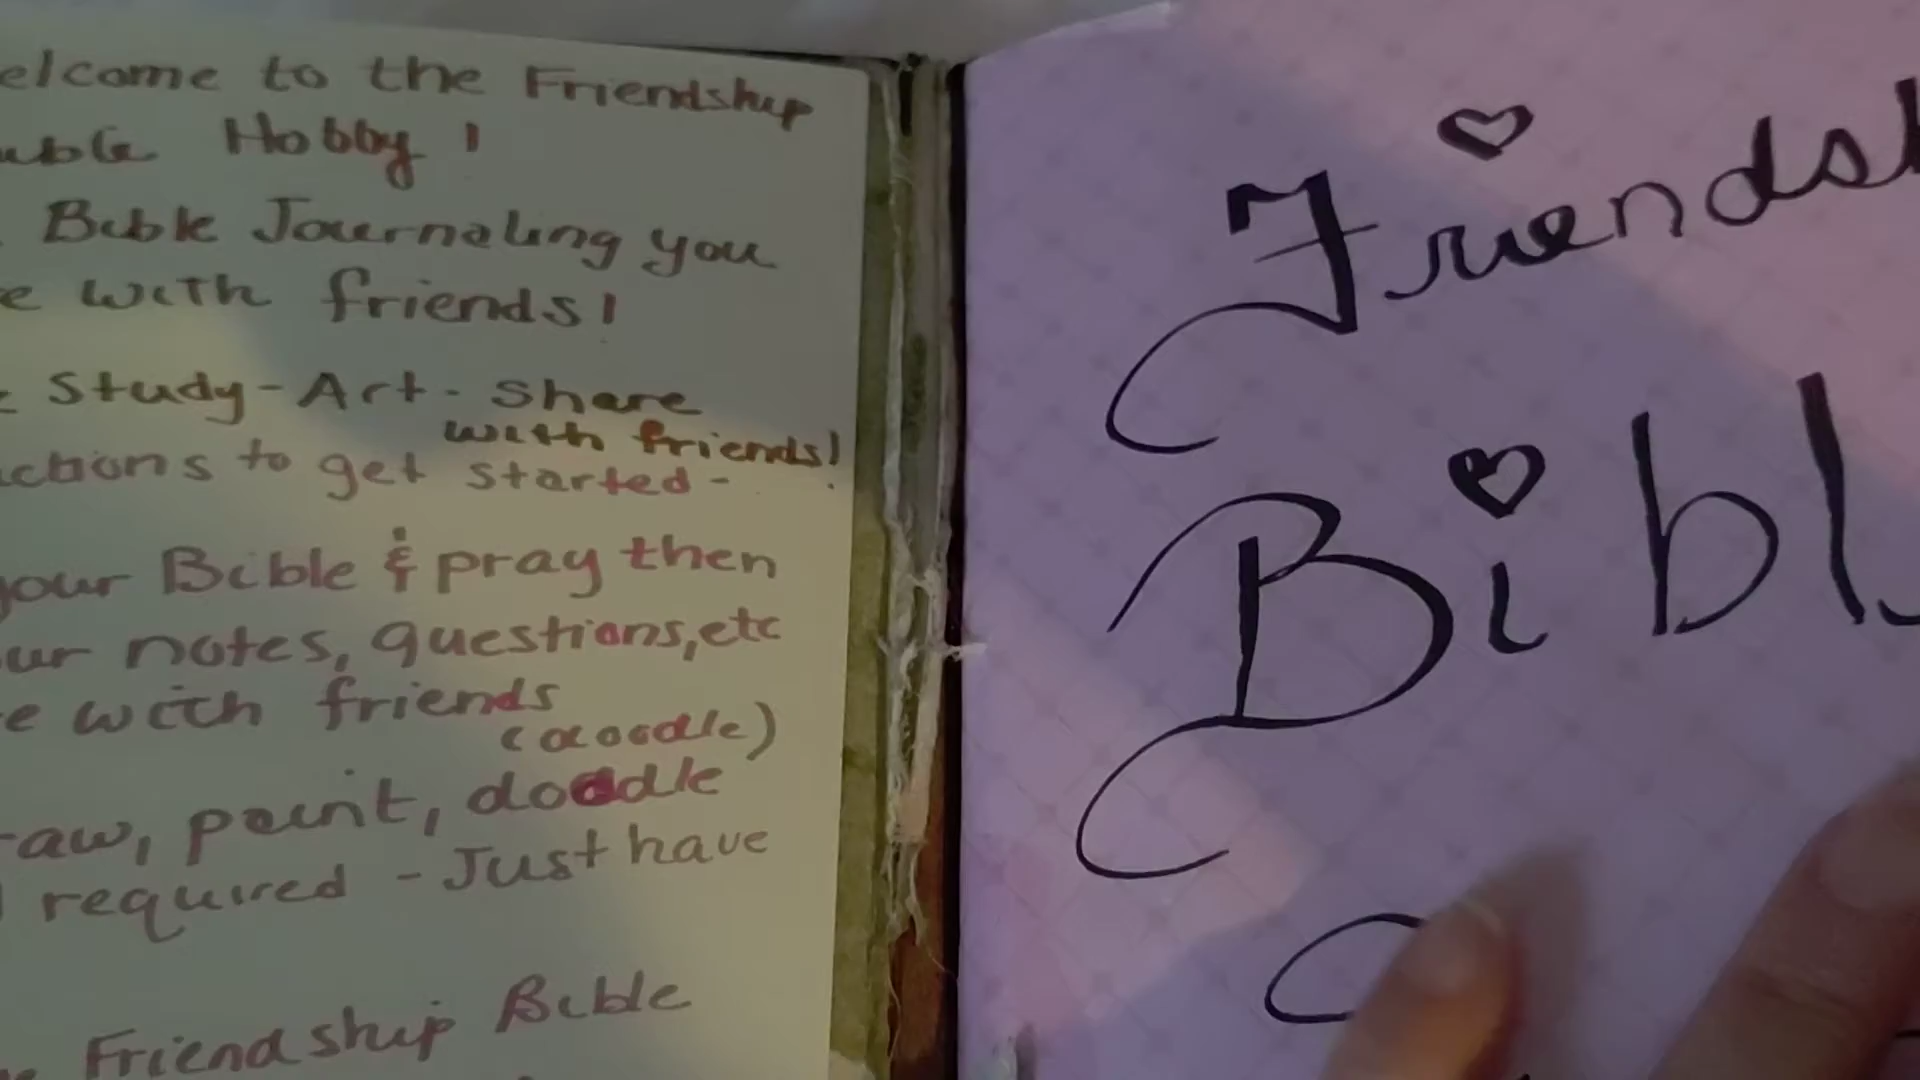 elcome to the Friendship
Hobby!
Bible Journaling you
e with friends!
Study-Art-Share
with friends!
ctions to get started-
your Bible & pray then
ur notes, questions, etc
e with friends
(doodle)
raw, paint, doodle
required - Just have
Friendship Bible
Friendsh
Bibl